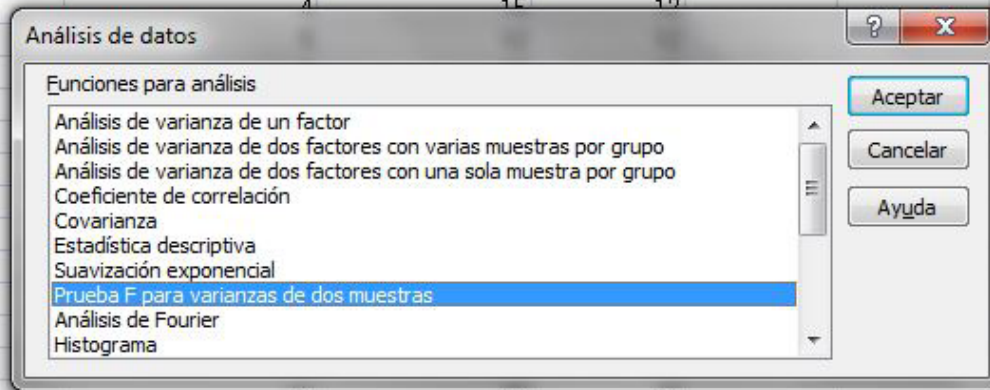 Análisis de datos
Funciones para análisis
Análisis de varianza de un factor
Análisis de varianza de dos factores con varias muestras por grupo
Análisis de varianza de dos factores con una sola muestra por grupo
Coeficiente de correlación
Covarianza
Estadística descriptiva
Suavización exponencial
Prueba F para varianzas de dos muestras
Análisis de Fourier
Histograma
Aceptar
Cancelar
Ayuda